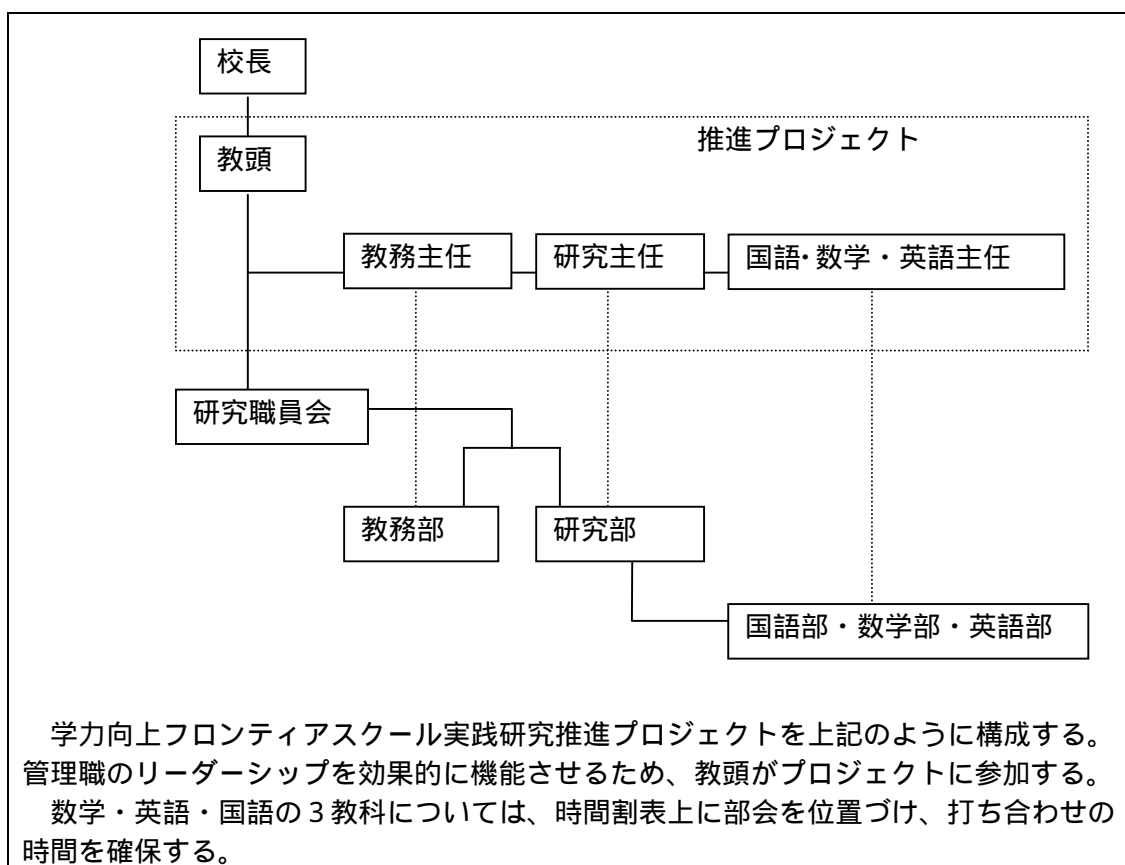 校長
推進プロジェクト
教頭
教務主任
研究主任
国語・数学・英語主任
研究職員会
教務部
研究部
国語部・数学部・英語部
　学力向上フロンティアスクール実践研究推進プロジェクトを上記のように構成する。
管理職のリーダーシップを効果的に機能させるため、教頭がプロジェクトに参加する。
　数学・英語・国語の３教科については、時間割表上に部会を位置づけ、打ち合わせの
時間を確保する。